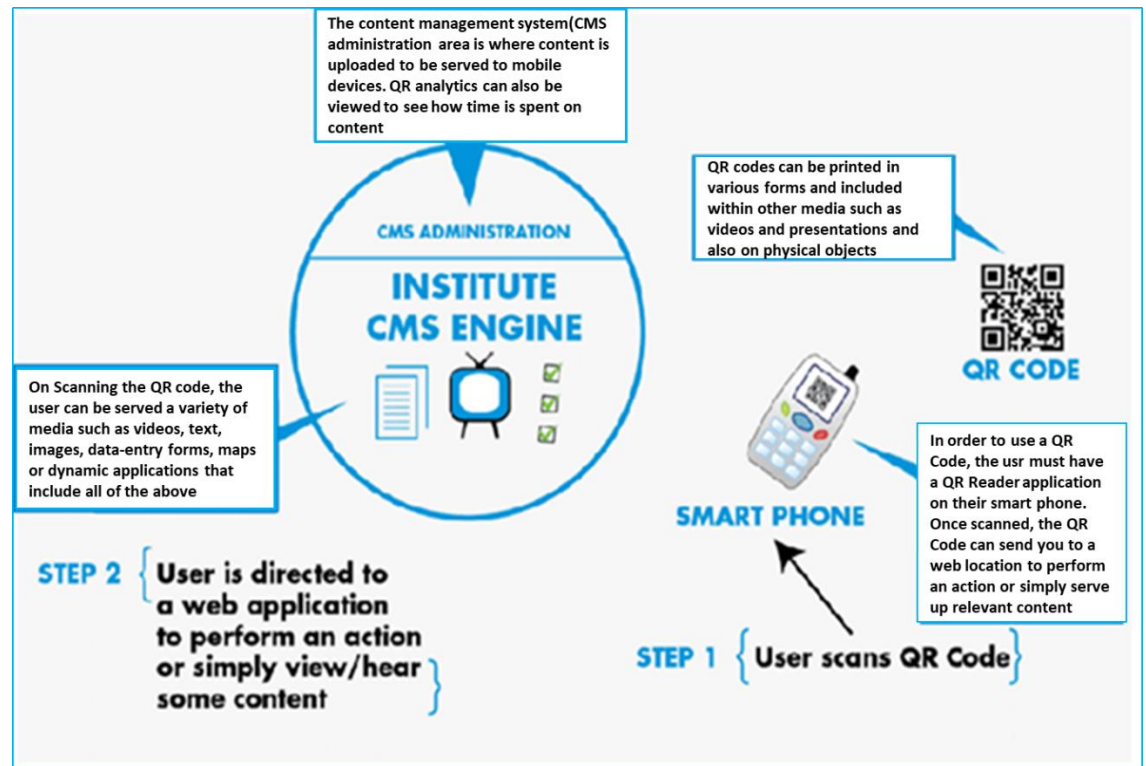 The content management system(CMS
administration area is where content is
uploaded to be served to mobile
devices. QR analytics can also be
viewed to see how time is spent on
content
QR codes can be printed in
various forms and included
within other media such as
videos and presentations and
also on physical objects
CMS ADMINISTRATION
INSTITUTE
CMS ENGINE
QR CODE
On Scanning the QR code, the
user can be served a variety of
media such as videos, text,
images, data-entry forms, maps
or dynamic applications that
include all of the above
In order to use a QR
Code, the usr must have
a QR Reader application
on their smart phone.
Once scanned, the QR
Code can send you to a
web location to perform
an action or simply serve
up relevant content
SMART PHONE
STEP 2 { User is directed to
a web application
to perform an action
or simply view/hear
some content }
STEP 1 { User scans QR Code }